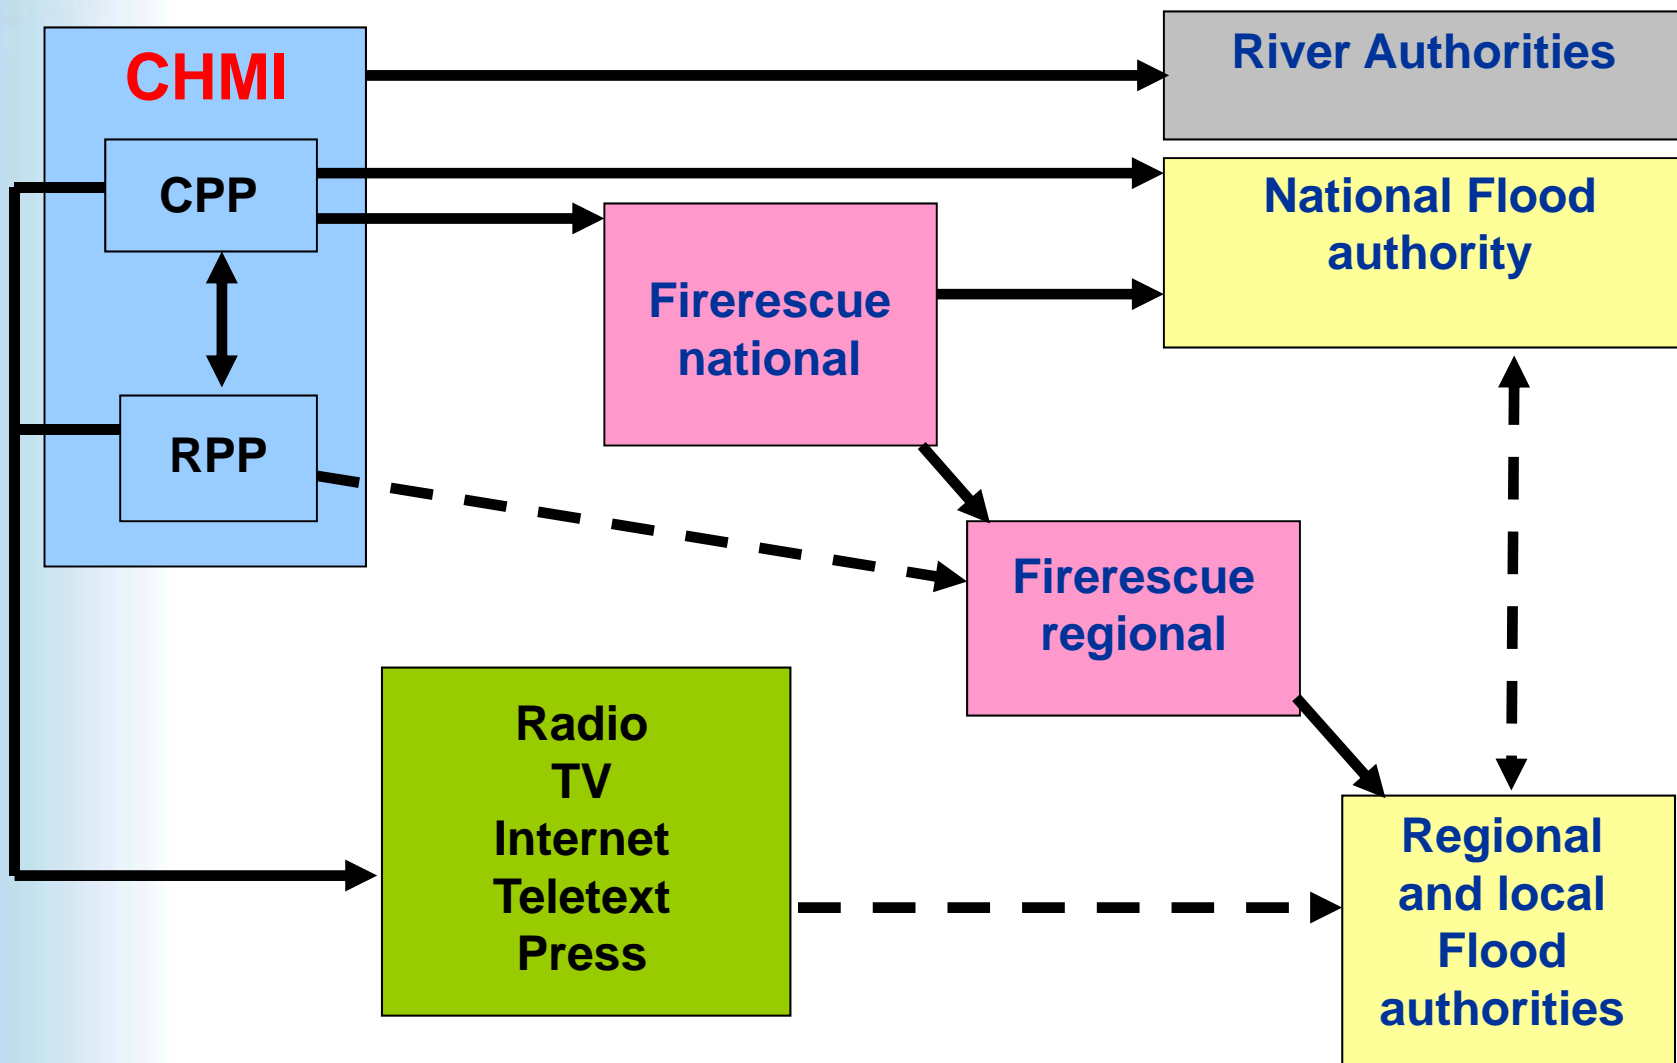 CHMI
CPP
RPP
River Authorities
National Flood
authority
Firerescue
national
Firerescue
regional
Radio
TV
Internet
Teletext
Press
Regional
and local
Flood
authorities